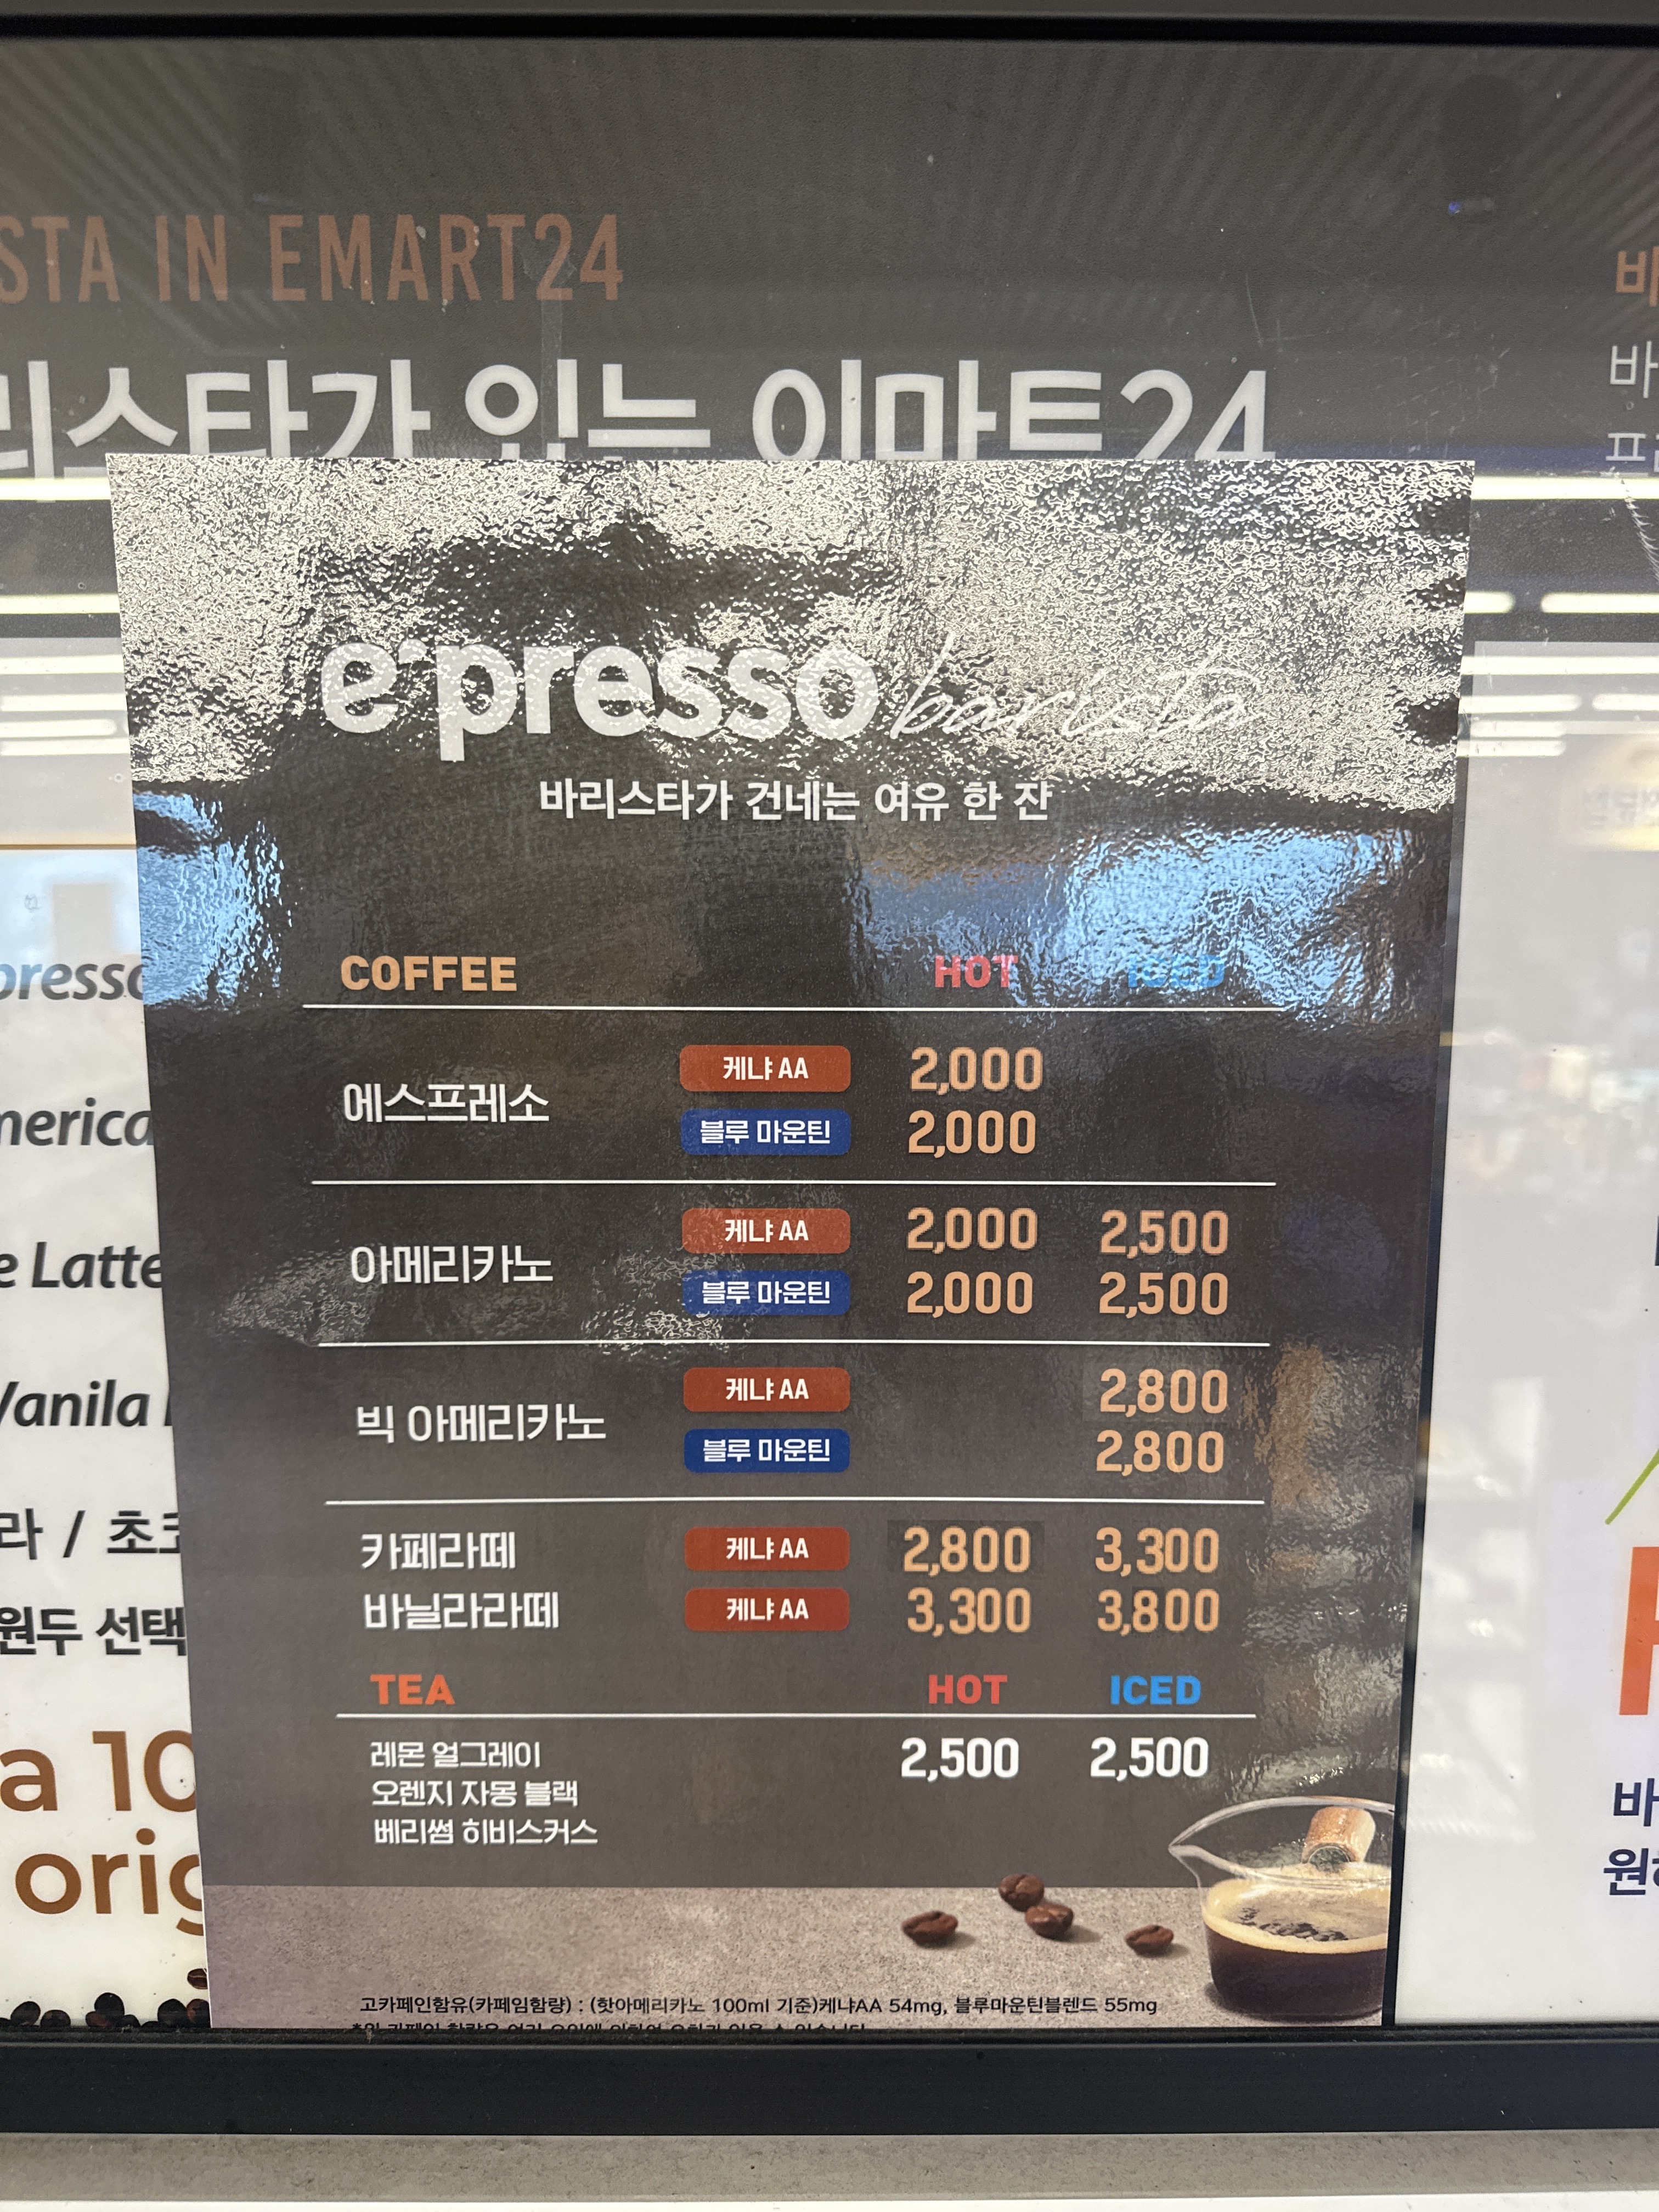 STA IN EMART24
리스타가 있는 이마트24
e'presso barista
바리스타가 건네는 여유 한 잔
COFFEE HOT ICED
에스프레소
케냐 AA 2,000
블루 마운틴 2,000
아메리카노
케냐 AA 2,000 2,500
블루 마운틴 2,000 2,500
빅 아메리카노
케냐 AA 2,800
블루 마운틴 2,800
카페라떼 케냐 AA 2,800 3,300
바닐라라떼 케냐 AA 3,300 3,800
TEA HOT ICED
레몬 얼그레이 2,500 2,500
오렌지 자몽 블랙
베리썸 히비스커스
고카페인함유(카페임함량) : (핫아메리카노 100ml 기준)케냐AA 54mg, 블루마운틴블렌드 55mg
presso
merica
e Latte
Vanila
라 / 초코
원두 선택
a 10
orig
바
바
프
바
원하